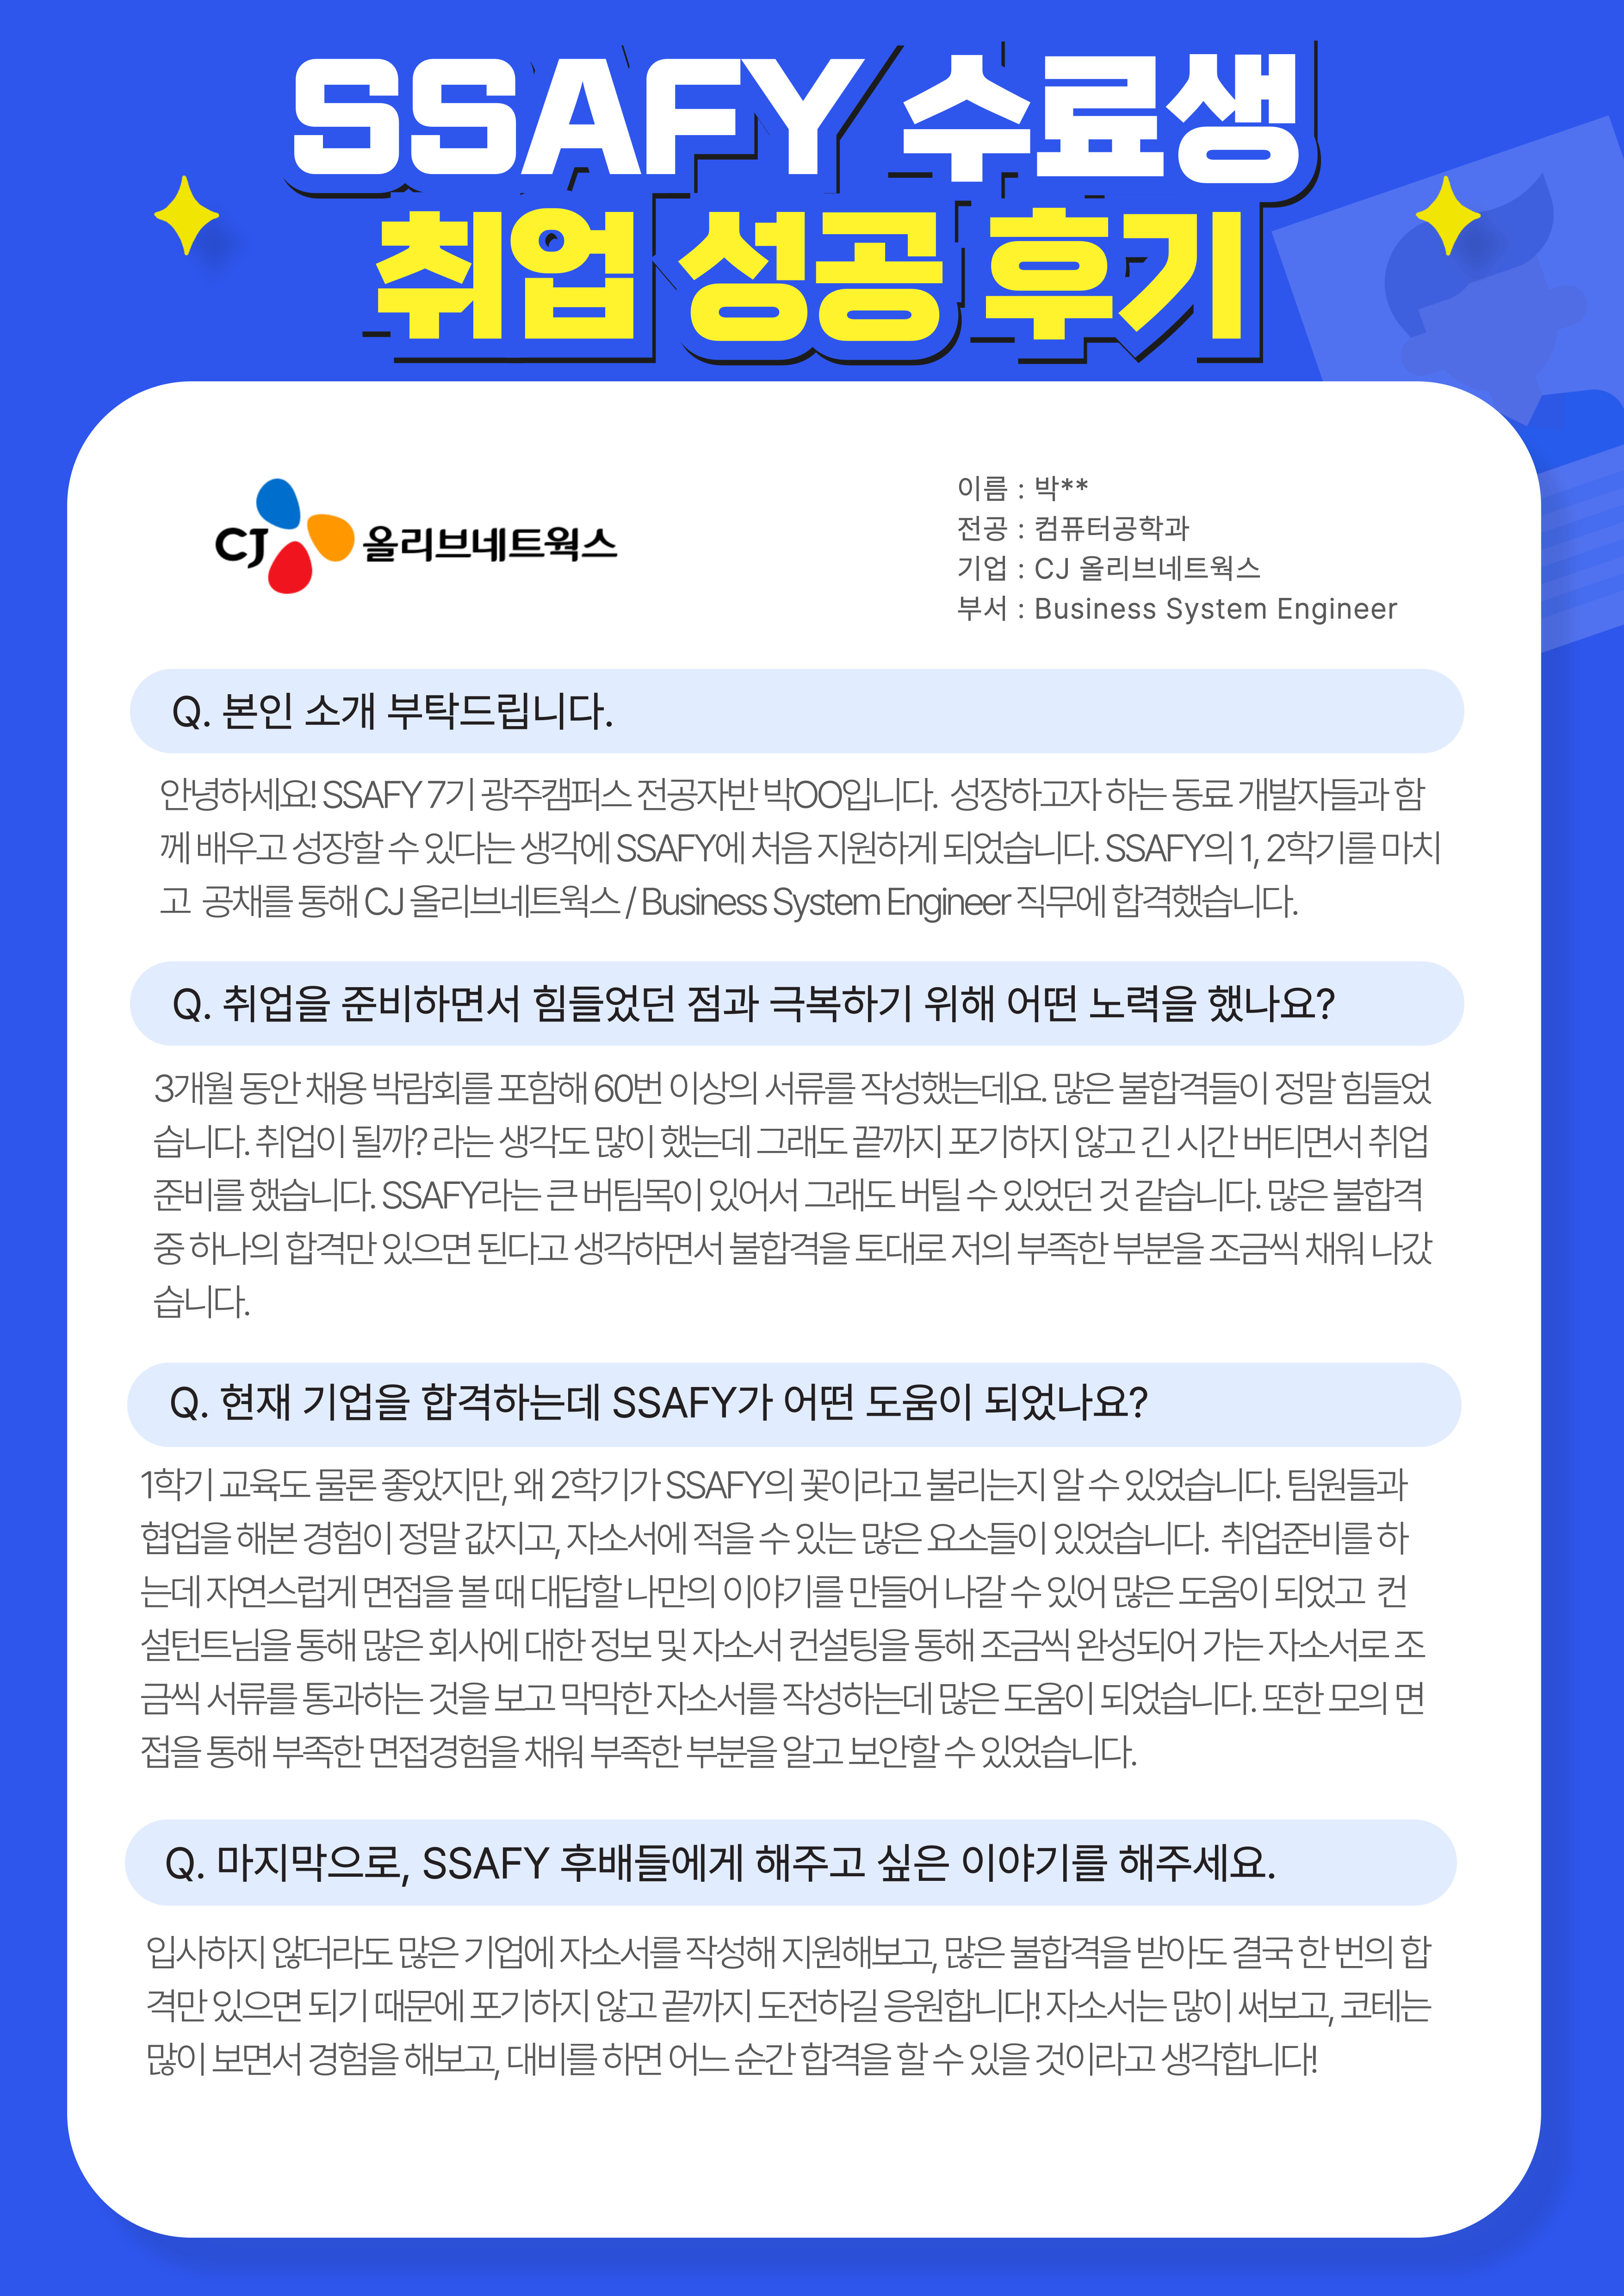 SSAFY 수료생
취업 성공 후기
CJ 올리브네트웍스
이름 : 박**
전공 : 컴퓨터공학과
기업 : CJ 올리브네트웍스
부서 : Business System Engineer
Q. 본인 소개 부탁드립니다.
안녕하세요! SSAFY 7기 광주캠퍼스 전공자반 박OO입니다. 성장하고자 하는 동료 개발자들과 함
께 배우고 성장할 수 있다는 생각에 SSAFY에 처음 지원하게 되었습니다. SSAFY의 1, 2학기를 마치
고 공채를 통해 CJ 올리브네트웍스 / Business System Engineer 직무에 합격했습니다.
Q. 취업을 준비하면서 힘들었던 점과 극복하기 위해 어떤 노력을 했나요?
3개월 동안 채용 박람회를 포함해 60번 이상의 서류를 작성했는데요. 많은 불합격들이 정말 힘들었
습니다. 취업이 될까? 라는 생각도 많이 했는데 그래도 끝까지 포기하지 않고 긴 시간 버티면서 취업
준비를 했습니다. SSAFY라는 큰 버팀목이 있어서 그래도 버틸 수 있었던 것 같습니다. 많은 불합격
중 하나의 합격만 있으면 된다고 생각하면서 불합격을 토대로 저의 부족한 부분을 조금씩 채워 나갔
습니다.
Q. 현재 기업을 합격하는데 SSAFY가 어떤 도움이 되었나요?
1학기 교육도 물론 좋았지만, 왜 2학기가 SSAFY의 꽃이라고 불리는지 알 수 있었습니다. 팀원들과
협업을 해본 경험이 정말 값지고, 자소서에 적을 수 있는 많은 요소들이 있었습니다. 취업준비를 하
는데 자연스럽게 면접을 볼 때 대답할 나만의 이야기를 만들어 나갈 수 있어 많은 도움이 되었고 컨
설턴트님을 통해 많은 회사에 대한 정보 및 자소서 컨설팅을 통해 조금씩 완성되어 가는 자소서로 조
금씩 서류를 통과하는 것을 보고 막막한 자소서를 작성하는데 많은 도움이 되었습니다. 또한 모의 면
접을 통해 부족한 면접경험을 채워 부족한 부분을 알고 보안할 수 있었습니다.
Q. 마지막으로, SSAFY 후배들에게 해주고 싶은 이야기를 해주세요.
입사하지 않더라도 많은 기업에 자소서를 작성해 지원해보고, 많은 불합격을 받아도 결국 한 번의 합
격만 있으면 되기 때문에 포기하지 않고 끝까지 도전하길 응원합니다! 자소서는 많이 써보고, 코테는
많이 보면서 경험을 해보고, 대비를 하면 어느 순간 합격을 할 수 있을 것이라고 생각합니다!